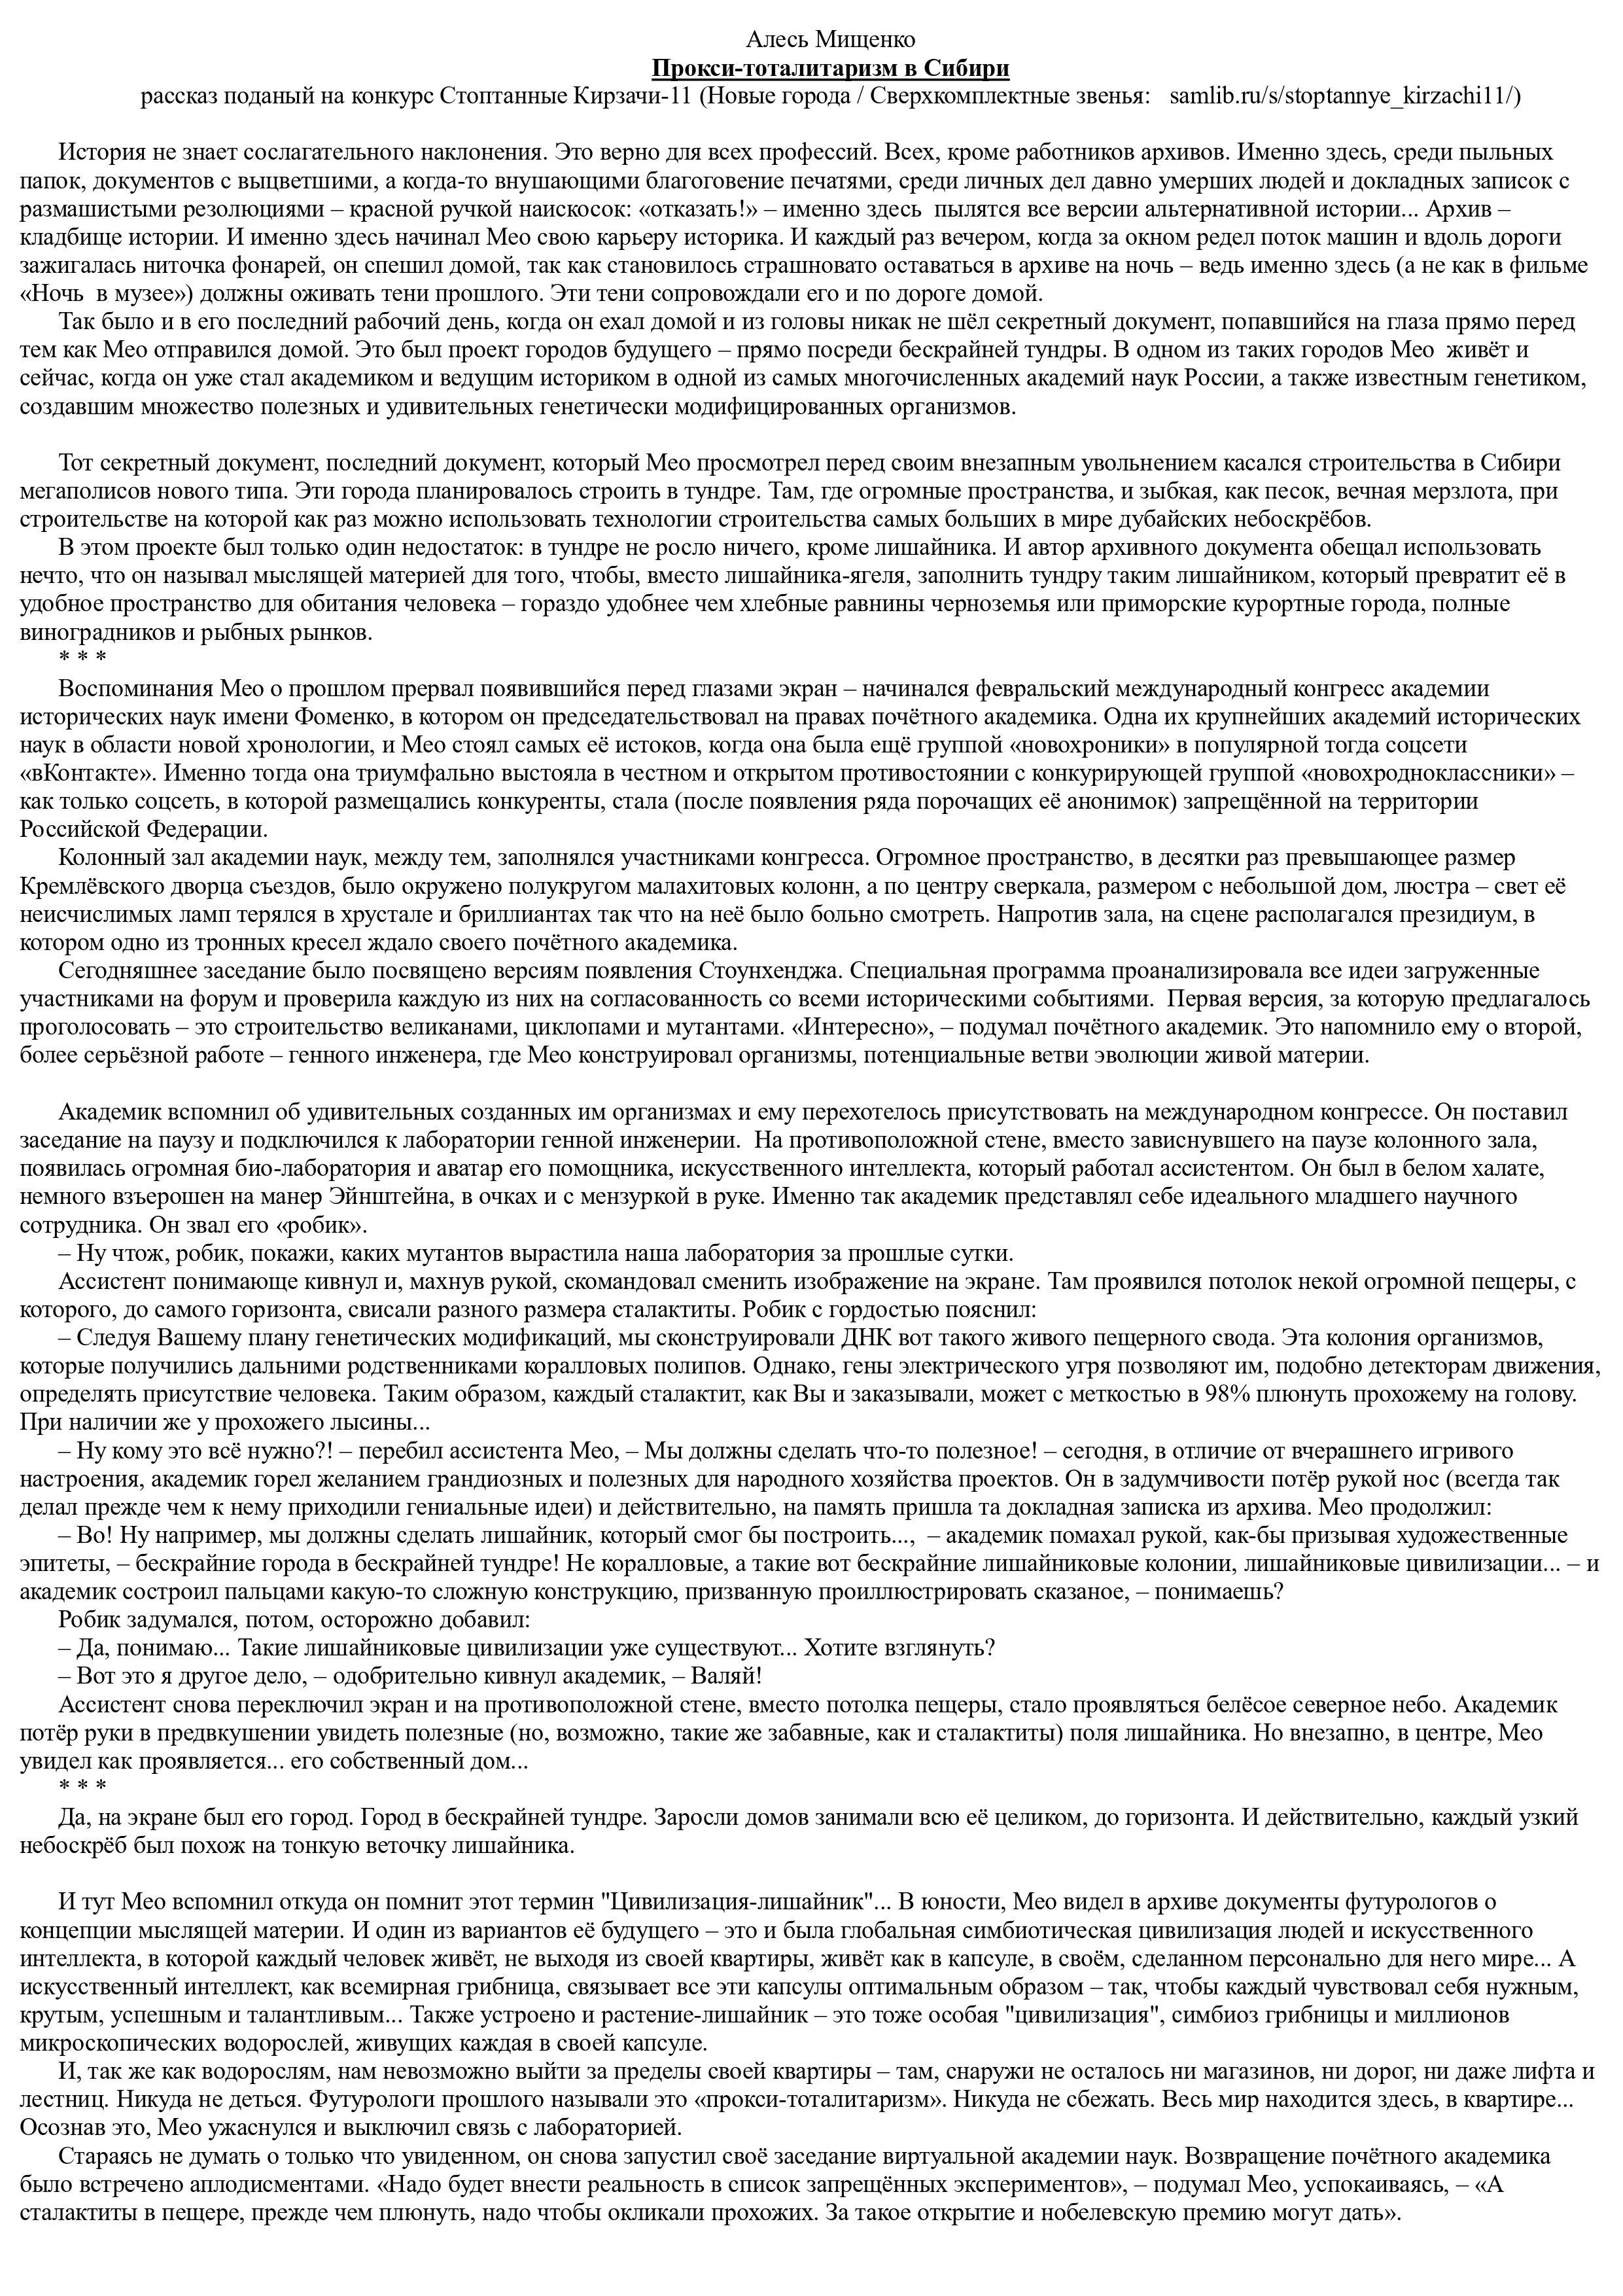 Алесь Мищенко
Прокси-тоталитаризм в Сибири
рассказ поданый на конкурс Стоптанные Кирзачи-11 (Новые города / Сверхкомплектные звенья:   samlib.ru/s/stoptannye_kirzachi11/)
История не знает сослагательного наклонения. Это верно для всех профессий. Всех, кроме работников архивов. Именно здесь, среди пыльных
папок, документов с выцветшими, а когда-то внушающими благоговение печатями, среди личных дел давно умерших людей и докладных записок с
размашистыми резолюциями – красной ручкой наискосок: «отказать!» – именно здесь  пылятся все версии альтернативной истории... Архив –
кладбище истории. И именно здесь начинал Мео свою карьеру историка. И каждый раз вечером, когда за окном редел поток машин и вдоль дороги
зажигалась ниточка фонарей, он спешил домой, так как становилось страшновато оставаться в архиве на ночь – ведь именно здесь (а не как в фильме
«Ночь  в музее») должны оживать тени прошлого. Эти тени сопровождали его и по дороге домой.
Так было и в его последний рабочий день, когда он ехал домой и из головы никак не шёл секретный документ, попавшийся на глаза прямо перед
тем как Мео отправился домой. Это был проект городов будущего – прямо посреди бескрайней тундры. В одном из таких городов Мео  живёт и
сейчас, когда он уже стал академиком и ведущим историком в одной из самых многочисленных академий наук России, а также известным генетиком,
создавшим множество полезных и удивительных генетически модифицированных организмов.
Тот секретный документ, последний документ, который Мео просмотрел перед своим внезапным увольнением касался строительства в Сибири
мегаполисов нового типа. Эти города планировалось строить в тундре. Там, где огромные пространства, и зыбкая, как песок, вечная мерзлота, при
строительстве на которой как раз можно использовать технологии строительства самых больших в мире дубайских небоскрёбов.
В этом проекте был только один недостаток: в тундре не росло ничего, кроме лишайника. И автор архивного документа обещал использовать
нечто, что он называл мыслящей материей для того, чтобы, вместо лишайника-ягеля, заполнить тундру таким лишайником, который превратит её в
удобное пространство для обитания человека – гораздо удобнее чем хлебные равнины черноземья или приморские курортные города, полные
виноградников и рыбных рынков.
* * *
Воспоминания Мео о прошлом прервал появившийся перед глазами экран – начинался февральский международный конгресс академии
исторических наук имени Фоменко, в котором он председательствовал на правах почётного академика. Одна их крупнейших академий исторических
наук в области новой хронологии, и Мео стоял самых её истоков, когда она была ещё группой «новохроники» в популярной тогда соцсети
«вКонтакте». Именно тогда она триумфально выстояла в честном и открытом противостоянии с конкурирующей группой «новохродноклассники» –
как только соцсеть, в которой размещались конкуренты, стала (после появления ряда порочащих её анонимок) запрещённой на территории
Российской Федерации.
Колонный зал академии наук, между тем, заполнялся участниками конгресса. Огромное пространство, в десятки раз превышающее размер
Кремлёвского дворца съездов, было окружено полукругом малахитовых колонн, а по центру сверкала, размером с небольшой дом, люстра – свет её
неисчислимых ламп терялся в хрустале и бриллиантах так что на неё было больно смотреть. Напротив зала, на сцене располагался президиум, в
котором одно из тронных кресел ждало своего почётного академика.
Сегодняшнее заседание было посвящено версиям появления Стоунхенджа. Специальная программа проанализировала все идеи загруженные
участниками на форум и проверила каждую из них на согласованность со всеми историческими событиями.  Первая версия, за которую предлагалось
проголосовать – это строительство великанами, циклопами и мутантами. «Интересно», – подумал почётного академик. Это напомнило ему о второй,
более серьёзной работе – генного инженера, где Мео конструировал организмы, потенциальные ветви эволюции живой материи.
Академик вспомнил об удивительных созданных им организмах и ему перехотелось присутствовать на международном конгрессе. Он поставил
заседание на паузу и подключился к лаборатории генной инженерии.  На противоположной стене, вместо зависнувшего на паузе колонного зала,
появилась огромная био-лаборатория и аватар его помощника, искусственного интеллекта, который работал ассистентом. Он был в белом халате,
немного взъерошен на манер Эйнштейна, в очках и с мензуркой в руке. Именно так академик представлял себе идеального младшего научного
сотрудника. Он звал его «робик».
– Ну чтож, робик, покажи, каких мутантов вырастила наша лаборатория за прошлые сутки.
Ассистент понимающе кивнул и, махнув рукой, скомандовал сменить изображение на экране. Там проявился потолок некой огромной пещеры, с
которого, до самого горизонта, свисали разного размера сталактиты. Робик с гордостью пояснил:
– Следуя Вашему плану генетических модификаций, мы сконструировали ДНК вот такого живого пещерного свода. Эта колония организмов,
которые получились дальними родственниками коралловых полипов. Однако, гены электрического угря позволяют им, подобно детекторам движения,
определять присутствие человека. Таким образом, каждый сталактит, как Вы и заказывали, может с меткостью в 98% плюнуть прохожему на голову.
При наличии же у прохожего лысины...
– Ну кому это всё нужно?! – перебил ассистента Мео, – Мы должны сделать что-то полезное! – сегодня, в отличие от вчерашнего игривого
настроения, академик горел желанием грандиозных и полезных для народного хозяйства проектов. Он в задумчивости потёр рукой нос (всегда так
делал прежде чем к нему приходили гениальные идеи) и действительно, на память пришла та докладная записка из архива. Мео продолжил:
– Во! Ну например, мы должны сделать лишайник, который смог бы построить...,  – академик помахал рукой, как-бы призывая художественные
эпитеты, – бескрайние города в бескрайней тундре! Не коралловые, а такие вот бескрайние лишайниковые колонии, лишайниковые цивилизации... – и
академик состроил пальцами какую-то сложную конструкцию, призванную проиллюстрировать сказаное, – понимаешь?
Робик задумался, потом, осторожно добавил:
– Да, понимаю... Такие лишайниковые цивилизации уже существуют... Хотите взглянуть?
– Вот это я другое дело, – одобрительно кивнул академик, – Валяй!
Ассистент снова переключил экран и на противоположной стене, вместо потолка пещеры, стало проявляться белёсое северное небо. Академик
потёр руки в предвкушении увидеть полезные (но, возможно, такие же забавные, как и сталактиты) поля лишайника. Но внезапно, в центре, Мео
увидел как проявляется... его собственный дом...
* * *
Да, на экране был его город. Город в бескрайней тундре. Заросли домов занимали всю её целиком, до горизонта. И действительно, каждый узкий
небоскрёб был похож на тонкую веточку лишайника.
И тут Мео вспомнил откуда он помнит этот термин "Цивилизация-лишайник"... В юности, Мео видел в архиве документы футурологов о
концепции мыслящей материи. И один из вариантов её будущего – это и была глобальная симбиотическая цивилизация людей и искусственного
интеллекта, в которой каждый человек живёт, не выходя из своей квартиры, живёт как в капсуле, в своём, сделанном персонально для него мире... А
искусственный интеллект, как всемирная грибница, связывает все эти капсулы оптимальным образом – так, чтобы каждый чувствовал себя нужным,
крутым, успешным и талантливым... Также устроено и растение-лишайник – это тоже особая "цивилизация", симбиоз грибницы и миллионов
микроскопических водорослей, живущих каждая в своей капсуле.
И, так же как водорослям, нам невозможно выйти за пределы своей квартиры – там, снаружи не осталось ни магазинов, ни дорог, ни даже лифта и
лестниц. Никуда не деться. Футурологи прошлого называли это «прокси-тоталитаризм». Никуда не сбежать. Весь мир находится здесь, в квартире...
Осознав это, Мео ужаснулся и выключил связь с лабораторией.
Стараясь не думать о только что увиденном, он снова запустил своё заседание виртуальной академии наук. Возвращение почётного академика
было встречено аплодисментами. «Надо будет внести реальность в список запрещённых экспериментов», – подумал Мео, успокаиваясь, – «А
сталактиты в пещере, прежде чем плюнуть, надо чтобы окликали прохожих. За такое открытие и нобелевскую премию могут дать».